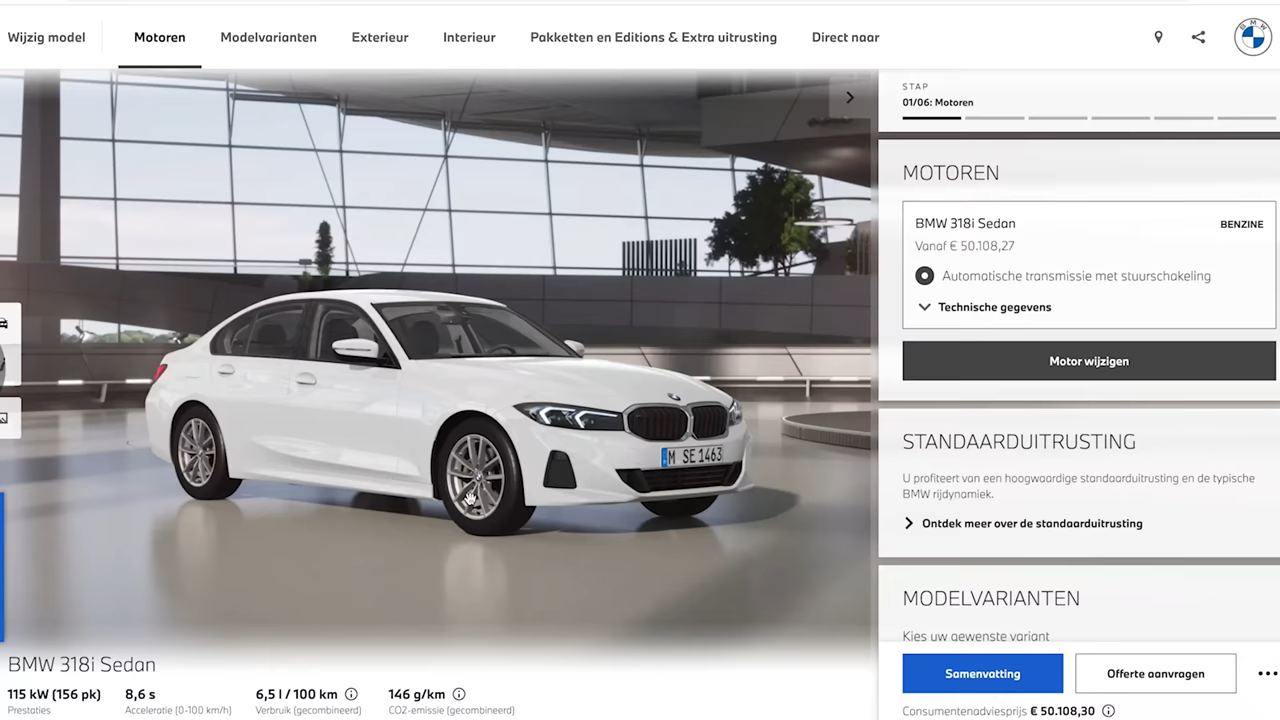 Wijzig model
Motoren
Modelvarianten
Exterieur
Interieur
Pakketten en Editions & Extra uitrusting
Direct naar
BMW
STAP
01/06: Motoren
MOTOREN
BMW 318i Sedan
BENZINE
Vanaf € 50.108,27
Automatische transmissie met stuurschakeling
Technische gegevens
Motor wijzigen
STANDAARDUITRUSTING
U profiteert van een hoogwaardige standaarduitrusting en de typische
BMW rijdynamiek.
Ontdek meer over de standaarduitrusting
MODELVARIANTEN
Kies uw gewenste variant
Samenvatting
Offerte aanvragen
Consumentenadviesprijs € 50.108,30
M SE 1463
BMW 318i Sedan
115 kW (156 pk)
Prestaties
8,6 s
Acceleratie (0-100 km/h)
6,5 l / 100 km
Verbruik (gecombineerd)
146 g/km
CO2-emissie (gecombineerd)